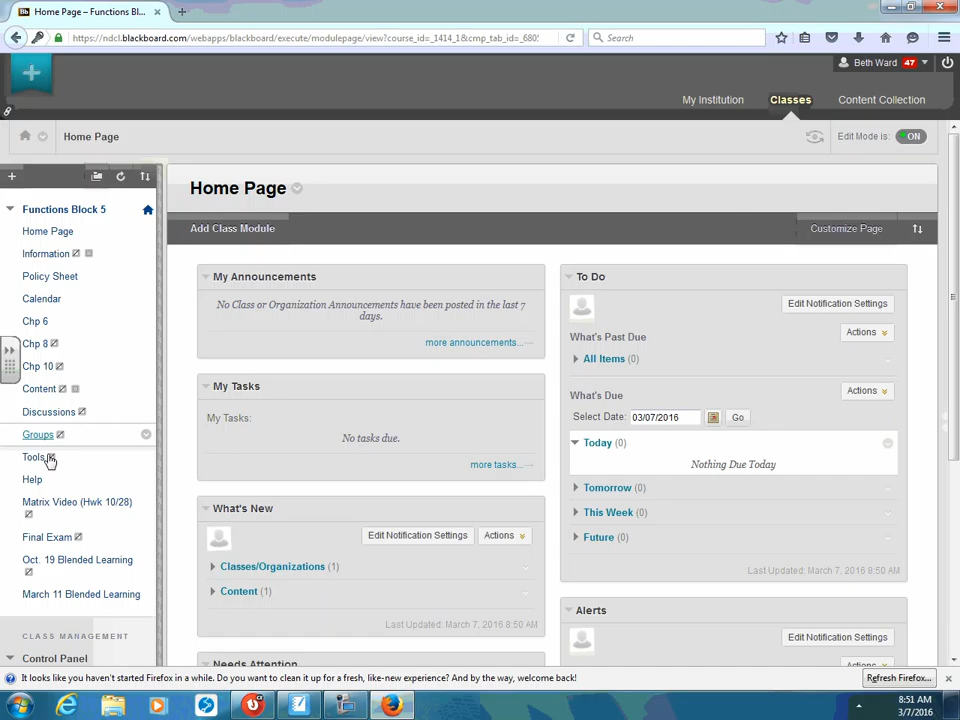 Home Page – Functions Bl...
https://ndcl.blackboard.com/webapps/blackboard/execute/modulepage/view?course_id=_1414_1&cmp_tab_id=_680
Search
Beth Ward 47
My Institution
Classes
Content Collection
Home Page
Edit Mode is: ON
Home Page
Functions Block 5
Home Page
Information
Policy Sheet
Calendar
Chp 6
Chp 8
Chp 10
Content
Discussions
Groups
Tools
Help
Matrix Video (Hwk 10/28)
Final Exam
Oct. 19 Blended Learning
March 11 Blended Learning
CLASS MANAGEMENT
Control Panel
Add Class Module
Customize Page
My Announcements
No Class or Organization Announcements have been posted in the last 7
days.
more announcements...
My Tasks
My Tasks:
No tasks due.
more tasks...
What's New
Edit Notification Settings
Actions
Classes/Organizations (1)
Content (1)
Last Updated: March 7, 2016 8:50 AM
Needs Attention
To Do
Edit Notification Settings
What's Past Due
Actions
All Items (0)
What's Due
Actions
Select Date: 03/07/2016 Go
Today (0)
Nothing Due Today
Tomorrow (0)
This Week (0)
Future (0)
Last Updated: March 7, 2016 8:50 AM
Alerts
Edit Notification Settings
Actions
It looks like you haven't started Firefox in a while. Do you want to clean it up for a fresh, like-new experience? And by the way, welcome back!
Refresh Firefox...
8:51 AM
3/7/2016